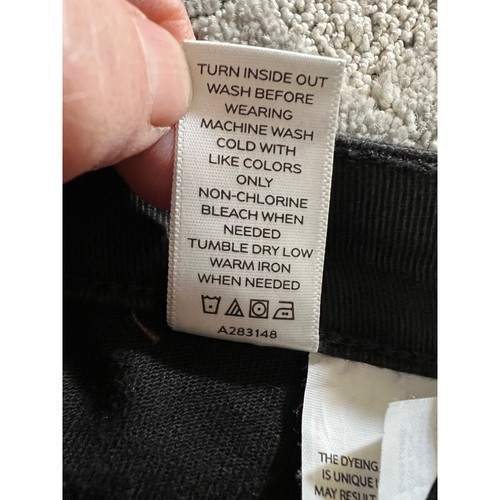 TURN INSIDE OUT
WASH BEFORE
WEARING
MACHINE WASH
COLD WITH
LIKE COLORS
ONLY
NON-CHLORINE
BLEACH WHEN
NEEDED
TUMBLE DRY LOW
WARM IRON
WHEN NEEDED
A283148
THE DYEING
IS UNIQUE
MAY RESULT